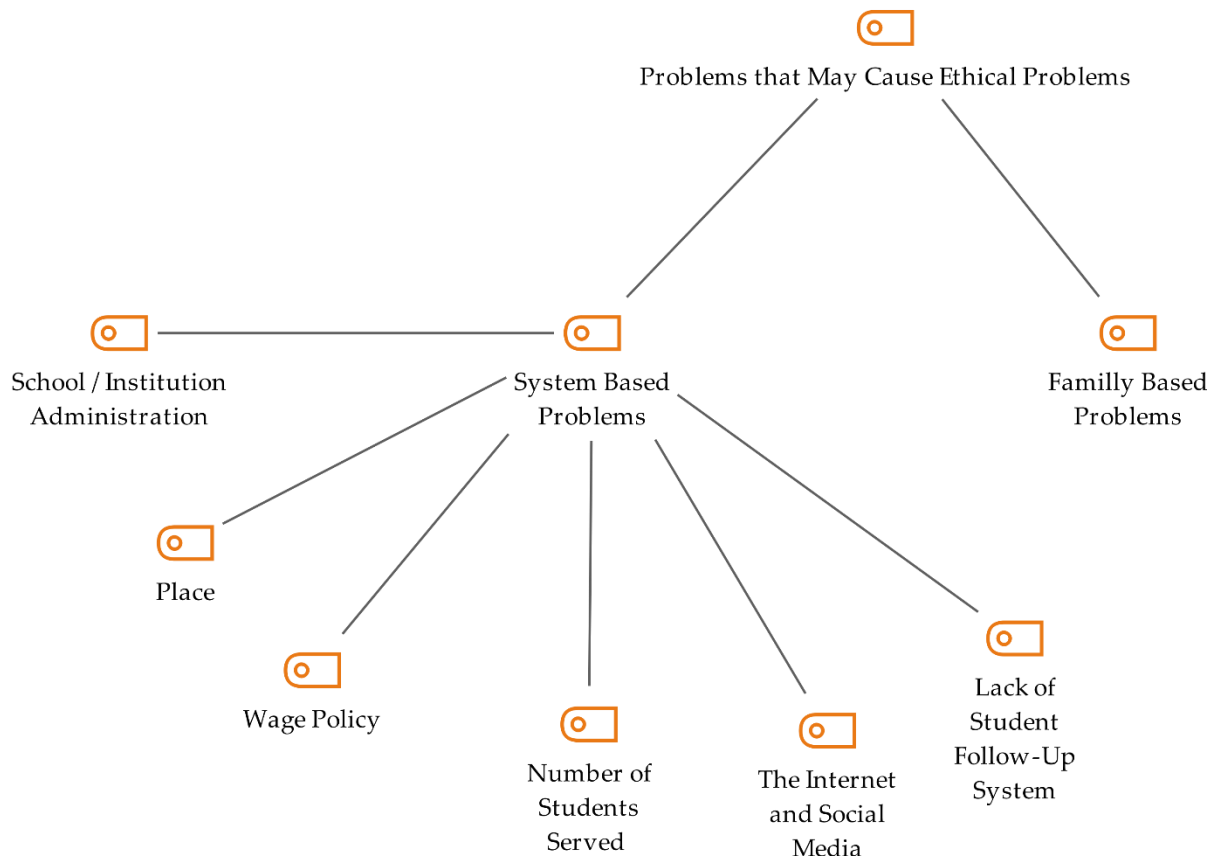 Problems that May Cause Ethical Problems
School / Institution
Administration
System Based
Problems
Familly Based
Problems
Place
Wage Policy
Number of
Students
Served
The Internet
and Social
Media
Lack of
Student
Follow-Up
System